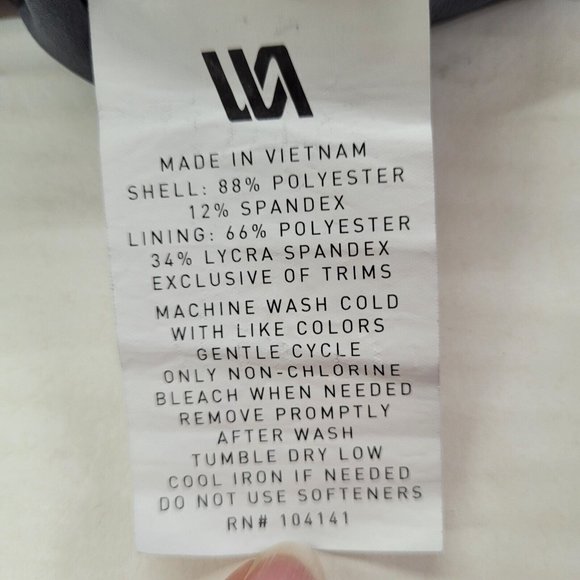 MADE IN VIETNAM
SHELL: 88% POLYESTER
12% SPANDEX
LINING: 66% POLYESTER
34% LYCRA SPANDEX
EXCLUSIVE OF TRIMS
MACHINE WASH COLD
WITH LIKE COLORS
GENTLE CYCLE
ONLY NON-CHLORINE
BLEACH WHEN NEEDED
REMOVE PROMPTLY
AFTER WASH
TUMBLE DRY LOW
COOL IRON IF NEEDED
DO NOT USE SOFTENERS
RN# 104141